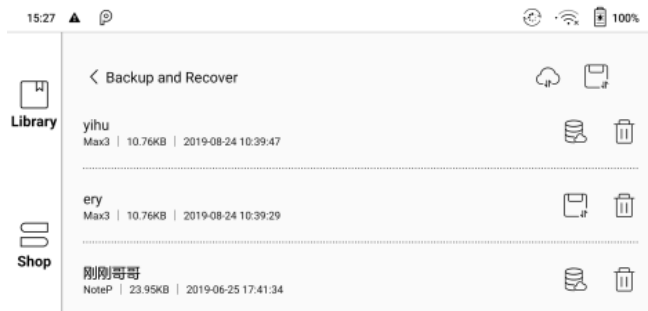 15:27 100%
Backup and Recover
Library
yihu
Max3 | 10.76KB | 2019-08-24 10:39:47
ery
Max3 | 10.76KB | 2019-08-24 10:39:29
Shop
刚刚哥哥
NoteP | 23.95KB | 2019-06-25 17:41:34